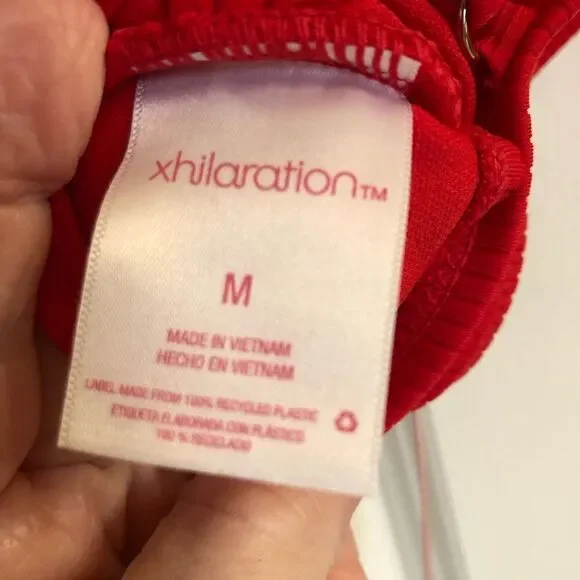 xhilaration™
M
MADE IN VIETNAM
HECHO EN VIETNAM
LABEL MADE FROM 100% RECYCLED PLASTIC
ETIQUETA ELABORADA CON PLÁSTICO
100 % RECICLADO